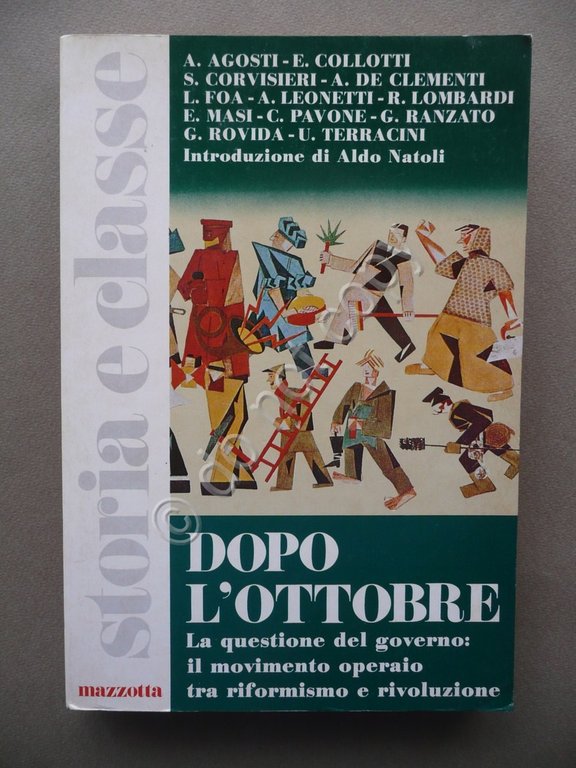 A. AGOSTI - E. COLLOTTI
S. CORVISIERI - A. DE CLEMENTI
L. FOA - A. LEONETTI - R. LOMBARDI
E. MASI - C. PAVONE - G. RANZATO
G. ROVIDA - U. TERRACINI
Introduzione di Aldo Natoli
storia e classe
DOPO
L'OTTOBRE
La questione del governo:
il movimento operaio
tra riformismo e rivoluzione
mazzotta